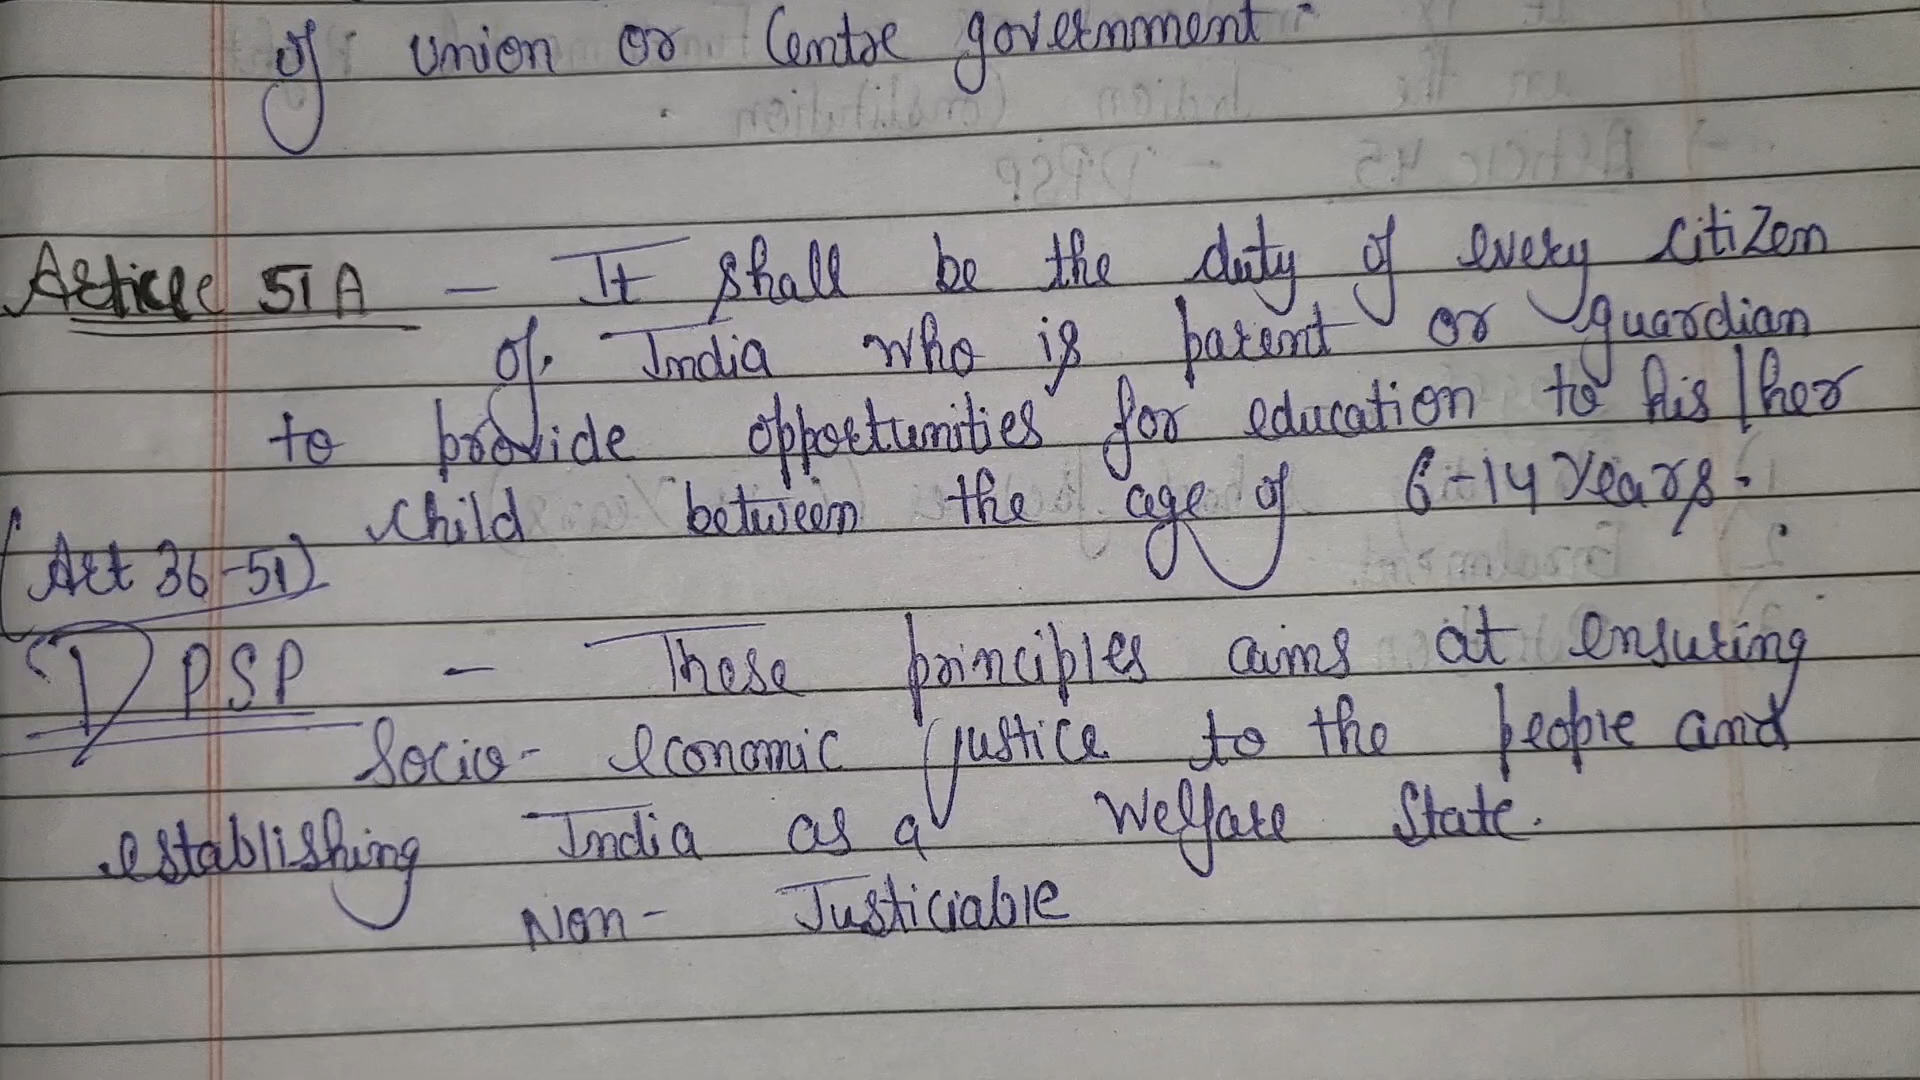 of union or Centre government.
Article 51A - It shall be the duty of every citizen
of India who is parent or guardian
to provide opportunities for education to his/her
child between the age of 6-14 Years.
(Art 36-51)
DPSP - These principles aims at ensuring
Socio- economic justice to the people and
establishing India as a Welfare State.
Non- Justiciable